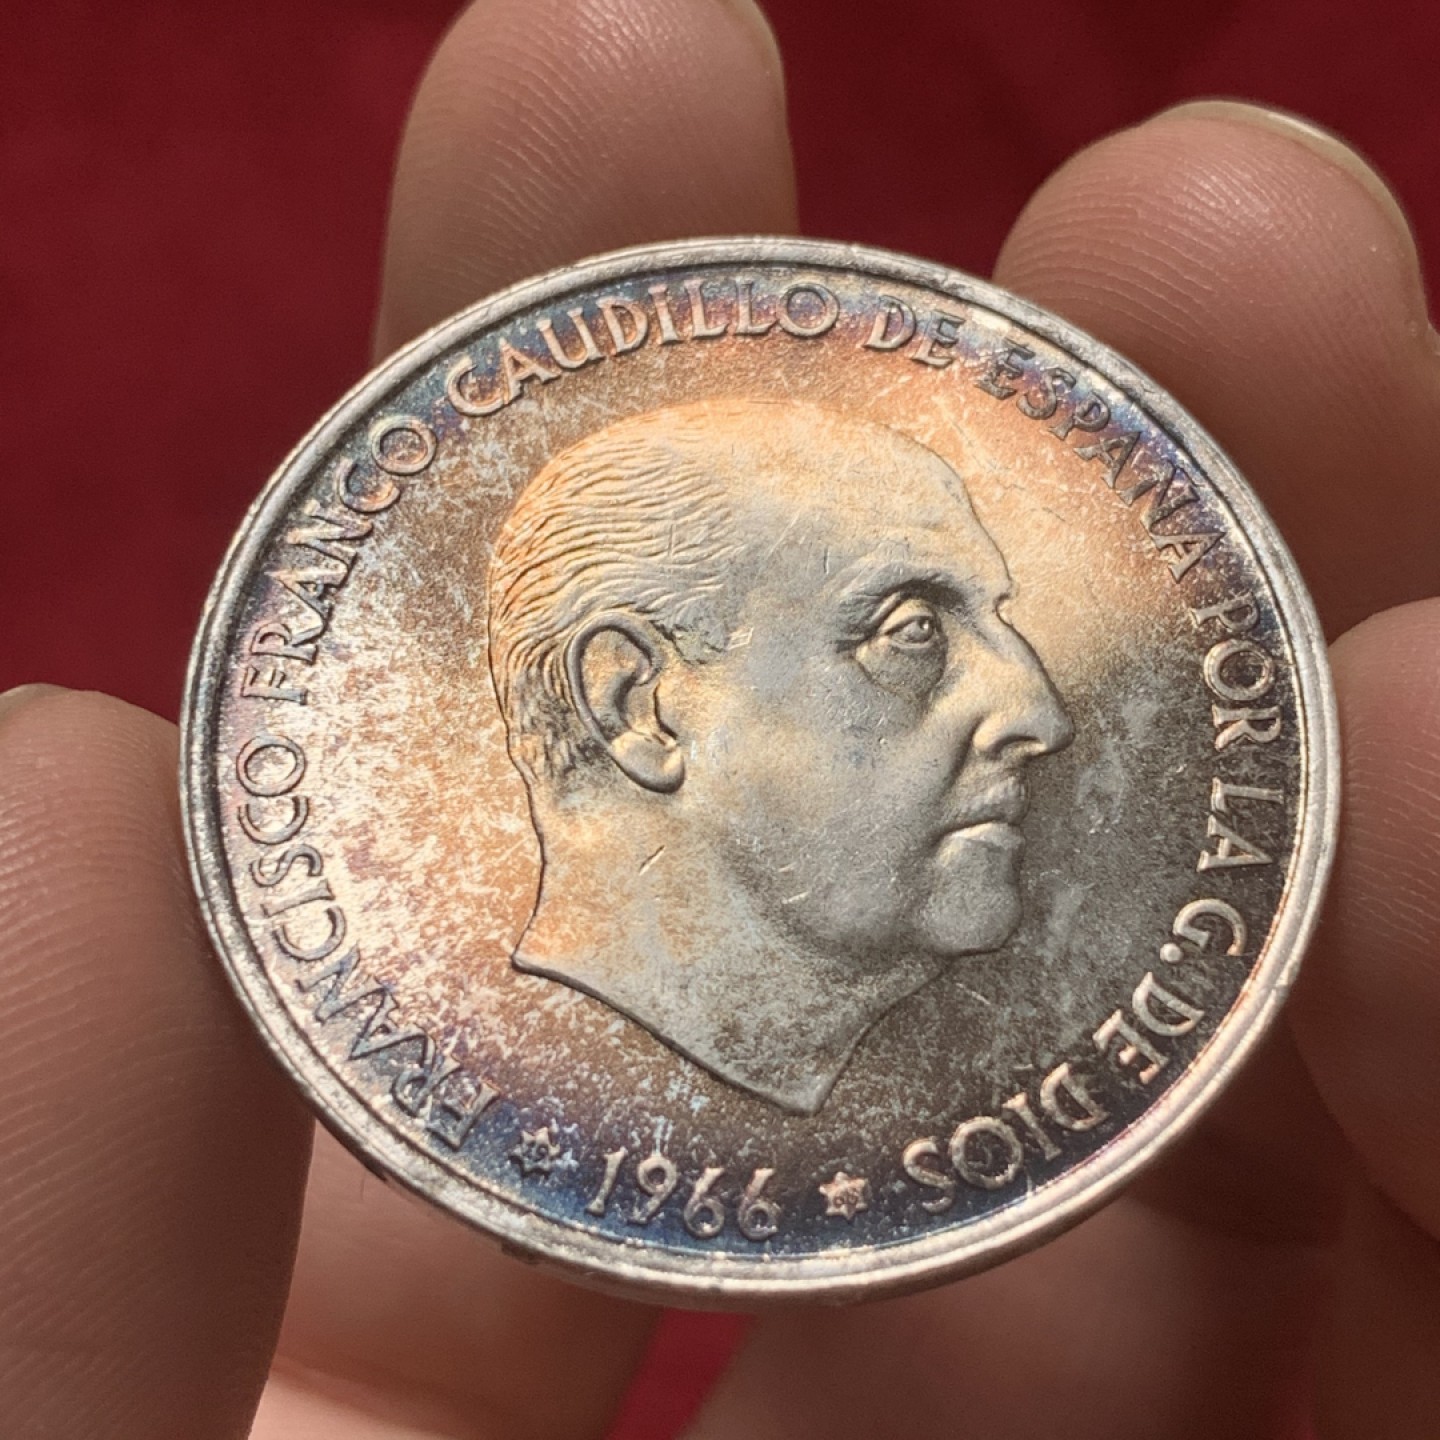 FRANCISCO FRANCO CAUDILLO DE ESPAÑA POR LA G. DE DIOS
1966